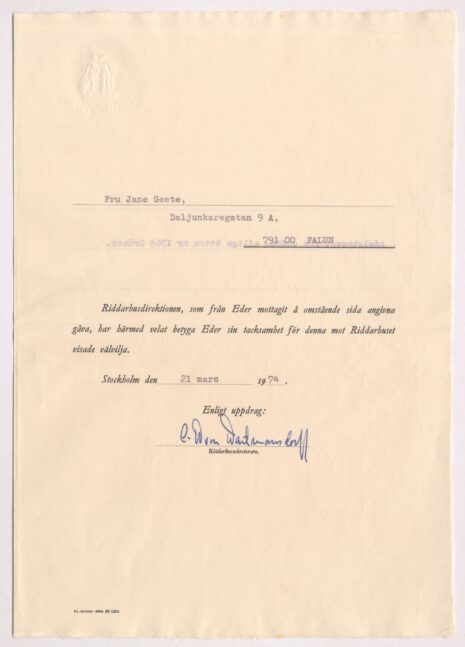 Fru Jane Geete,
Daljunkaregatan 9 A,
791 00 FALUN
Riddarhusdirektionen, som från Eder mottagit å omstående sida angivna
gåva, har härmed velat betyga Eder sin tacksamhet för denna mot Riddarhuset
visade välvilja.
Stockholm den 21 mars 1974.
Enligt uppdrag:
Riddarhussekreterare.